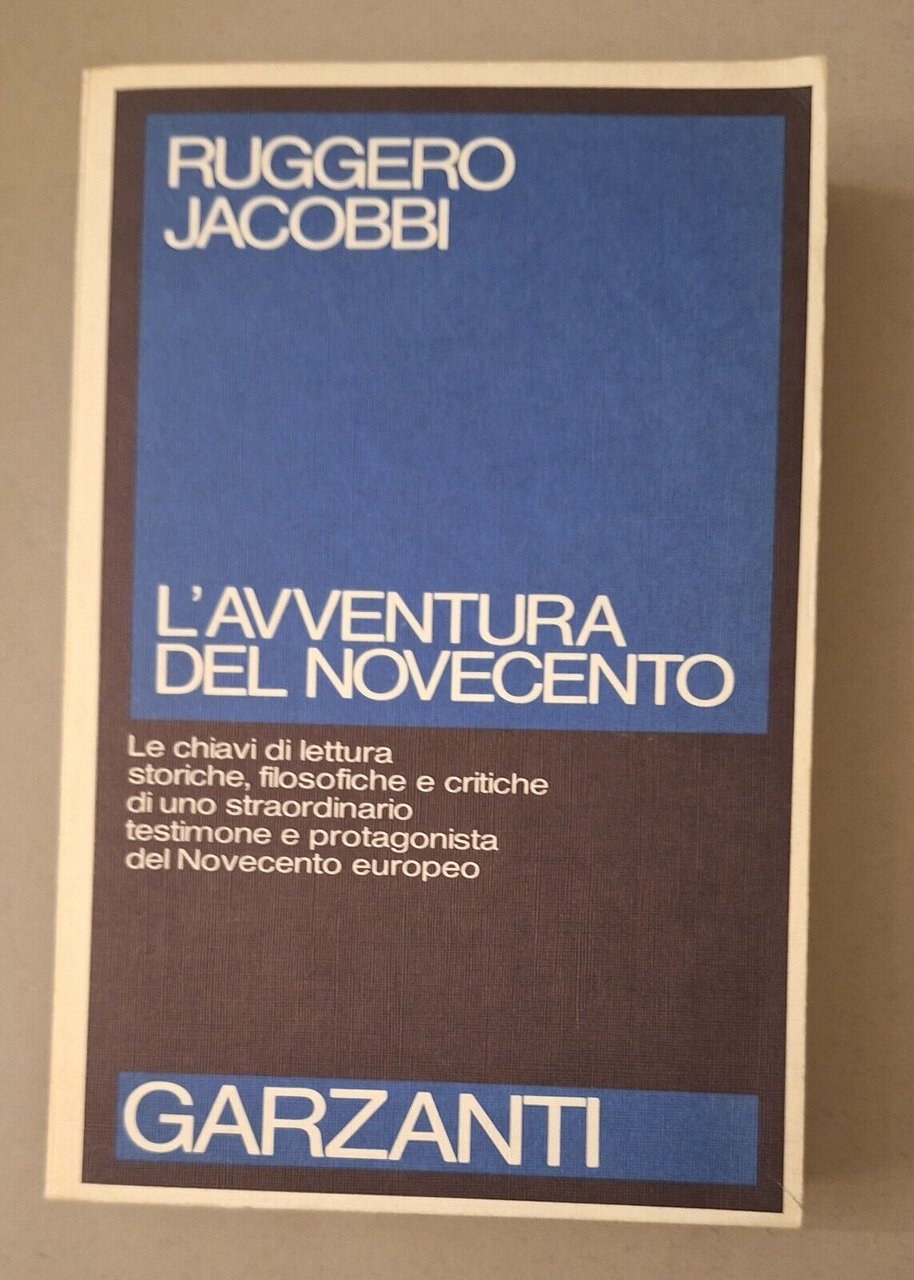 RUGGERO
JACOBBI
L'AVVENTURA
DEL NOVECENTO
Le chiavi di lettura
storiche, filosofiche e critiche
di uno straordinario
testimone e protagonista
del Novecento europeo
GARZANTI